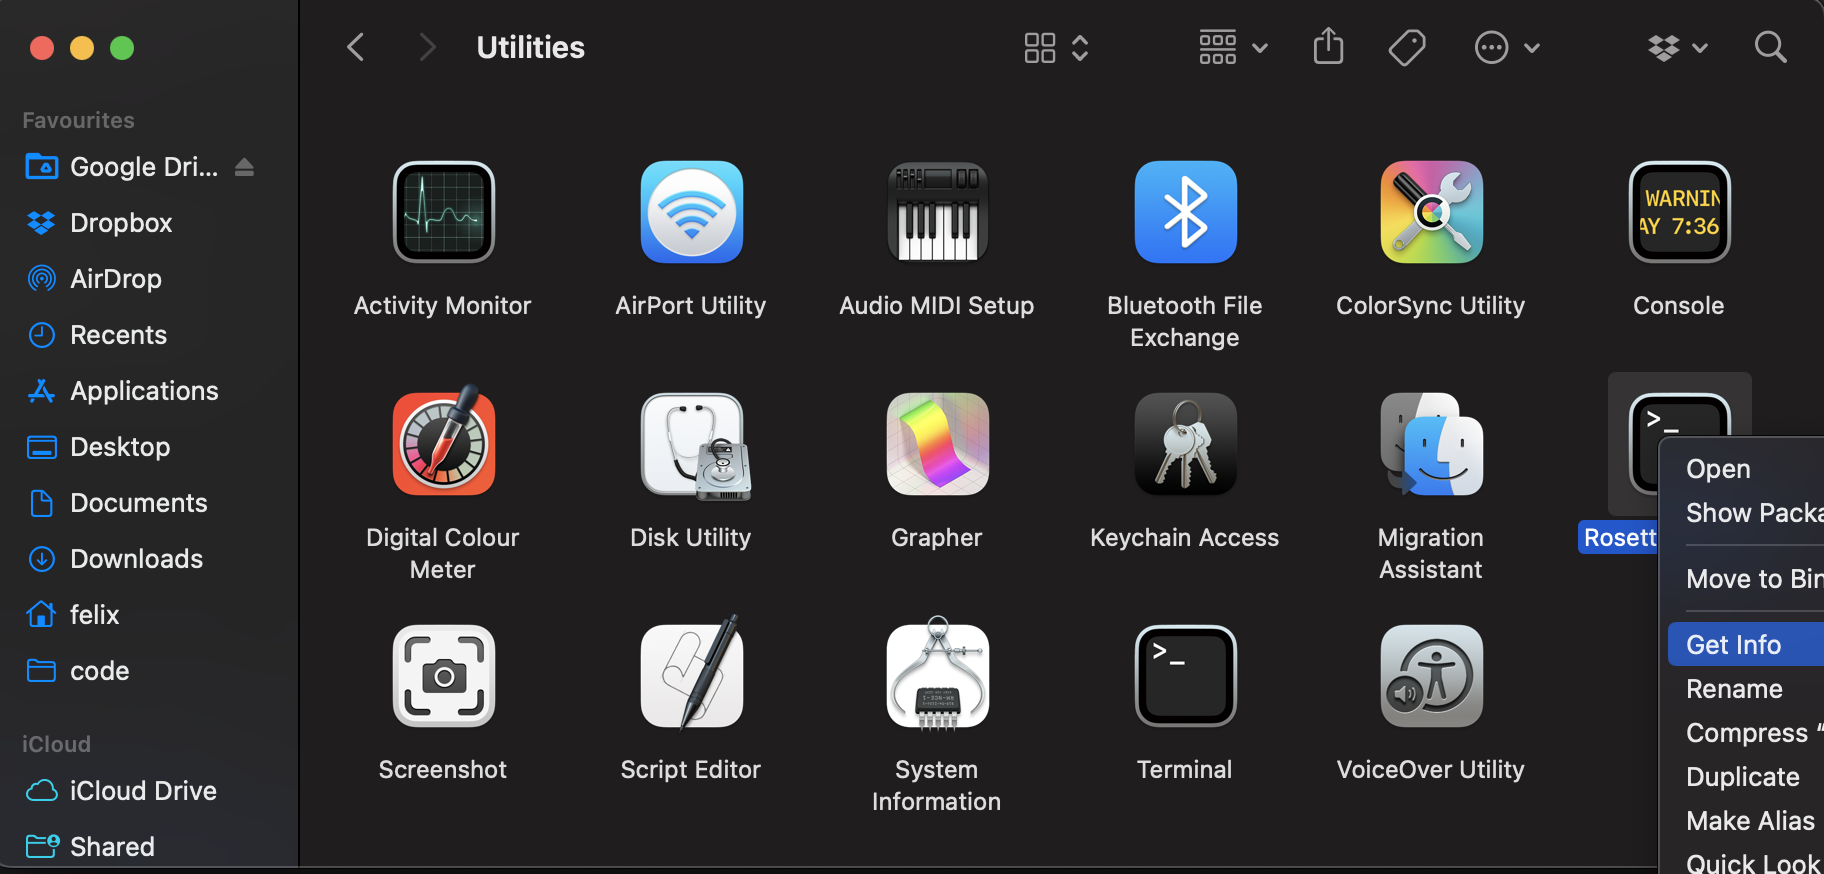 Utilities
Favourites
Google Dri...
Dropbox
AirDrop
Recents
Applications
Desktop
Documents
Downloads
felix
code
iCloud
iCloud Drive
Shared
WARNIN
AY 7:36
Activity Monitor
AirPort Utility
Audio MIDI Setup
Bluetooth File
Exchange
ColorSync Utility
Console
>_
Digital Colour
Meter
Disk Utility
Grapher
Keychain Access
Migration
Assistant
Rosett
>_
Screenshot
Script Editor
System
Information
Terminal
VoiceOver Utility
Open
Show Packa
Move to Bin
Get Info
Rename
Compress “
Duplicate
Make Alias
Quick Look